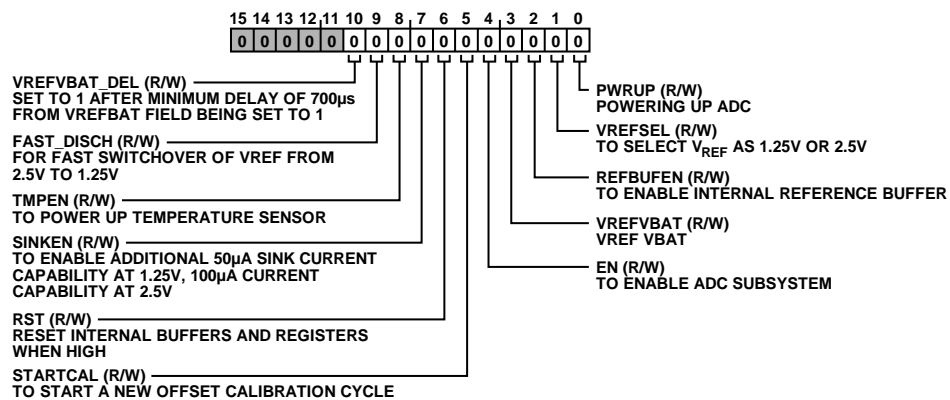 15 14 13 12 11 10 9 8 7 6 5 4 3 2 1 0
0 0 0 0 0 0 0 0 0 0 0 0 0 0 0 0
VREFVBAT_DEL (R/W)
SET TO 1 AFTER MINIMUM DELAY OF 700µs
FROM VREFBAT FIELD BEING SET TO 1
FAST_DISCH (R/W)
FOR FAST SWITCHOVER OF VREF FROM
2.5V TO 1.25V
TMPEN (R/W)
TO POWER UP TEMPERATURE SENSOR
SINKEN (R/W)
TO ENABLE ADDITIONAL 50µA SINK CURRENT
CAPABILITY AT 1.25V, 100µA CURRENT
CAPABILITY AT 2.5V
RST (R/W)
RESET INTERNAL BUFFERS AND REGISTERS
WHEN HIGH
STARTCAL (R/W)
TO START A NEW OFFSET CALIBRATION CYCLE
PWRUP (R/W)
POWERING UP ADC
VREFSEL (R/W)
TO SELECT VREF AS 1.25V OR 2.5V
REFBUFEN (R/W)
TO ENABLE INTERNAL REFERENCE BUFFER
VREFVBAT (R/W)
VREF VBAT
EN (R/W)
TO ENABLE ADC SUBSYSTEM